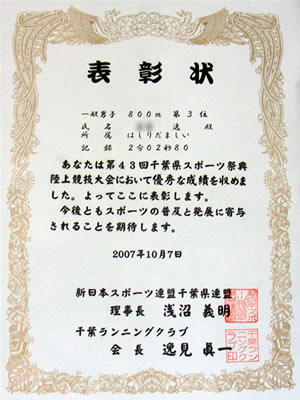 表彰状
一般男子 800m 第3位
氏名 逸 殿
所属 はしりだましい
記録 2分02秒80
あなたは第43回千葉県スポーツ祭典
陸上競技大会において優秀な成績を収めま
した。よってここに表彰します。
今後ともスポーツの普及と発展に寄与
されることを期待します。
2007年10月7日
新日本スポーツ連盟千葉県連盟
理事長 浅沼 義明
千葉ランニングクラブ
会長 逸見 眞一